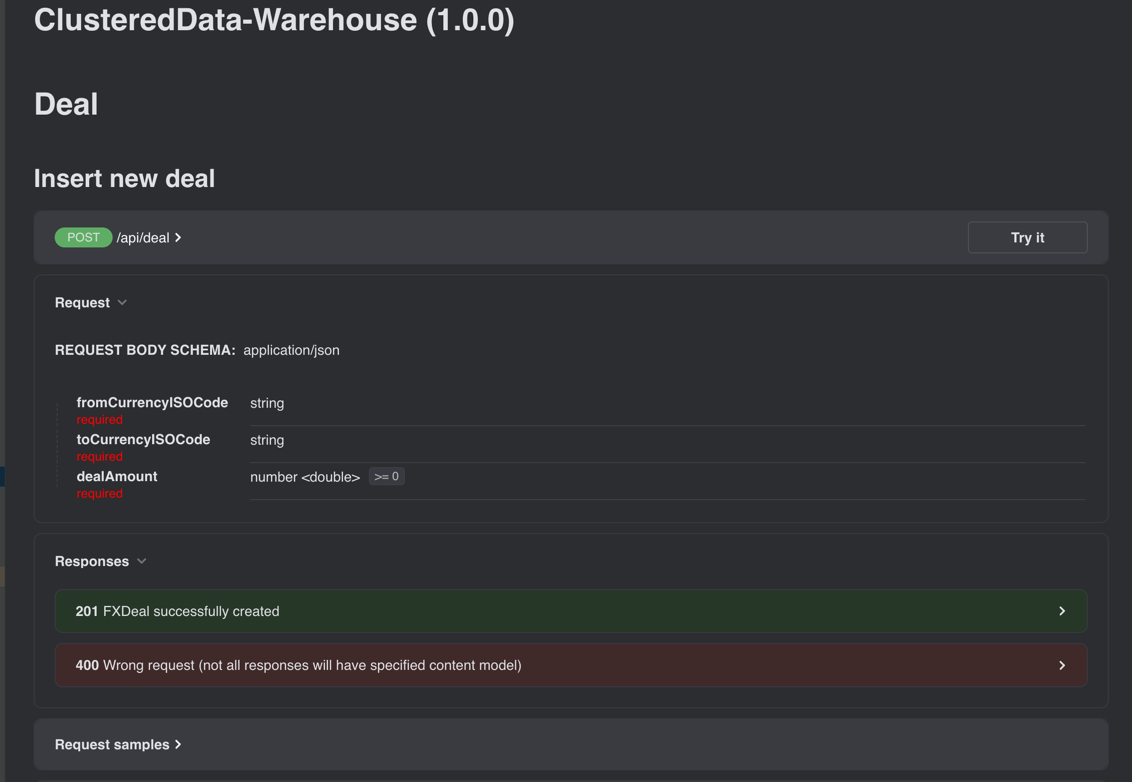 ClusteredData-Warehouse (1.0.0)
Deal
Insert new deal
POST /api/deal
Try it
Request
REQUEST BODY SCHEMA: application/json
fromCurrencyISOCode string
required
toCurrencyISOCode string
required
dealAmount number <double> >= 0
required
Responses
201 FXDeal successfully created
400 Wrong request (not all responses will have specified content model)
Request samples